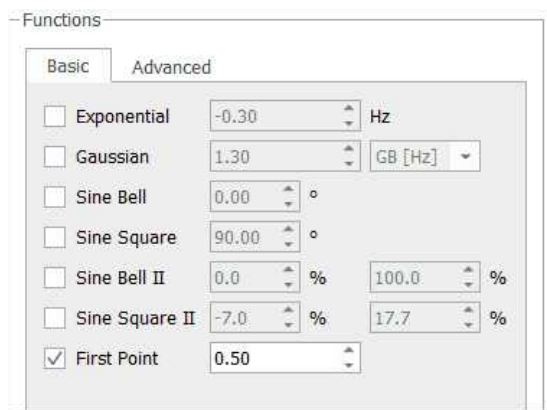 Functions
Basic Advanced
Exponential -0.30 Hz
Gaussian 1.30 GB [Hz]
Sine Bell 0.00 °
Sine Square 90.00 °
Sine Bell II 0.0 % 100.0 %
Sine Square II -7.0 % 17.7 %
First Point 0.50